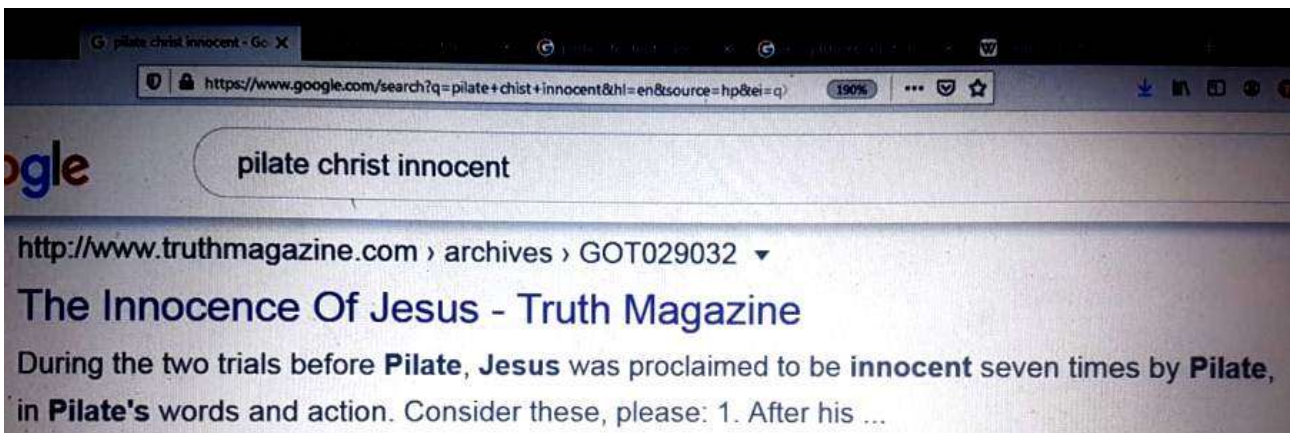 G pilate christ innocent - Go X
https://www.google.com/search?q=pilate+chist+innocent&hl=en&source=hp&ei=q 190%
ogle pilate christ innocent
http://www.truthmagazine.com › archives › GOT029032
The Innocence Of Jesus - Truth Magazine
During the two trials before Pilate, Jesus was proclaimed to be innocent seven times by Pilate,
in Pilate's words and action. Consider these, please: 1. After his ...